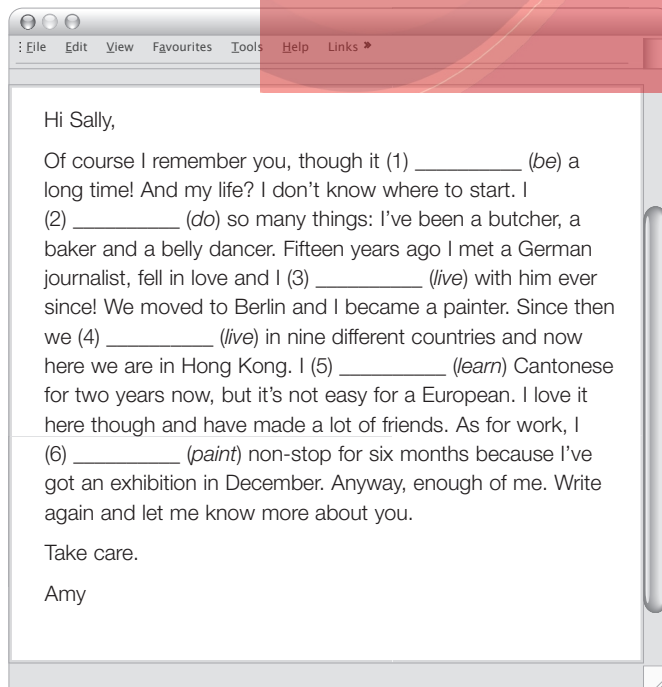 File Edit View Favourites Tools Help Links »
Hi Sally,
Of course I remember you, though it (1) __________ (be) a
long time! And my life? I don't know where to start. I
(2) __________ (do) so many things: I've been a butcher, a
baker and a belly dancer. Fifteen years ago I met a German
journalist, fell in love and I (3) __________ (live) with him ever
since! We moved to Berlin and I became a painter. Since then
we (4) __________ (live) in nine different countries and now
here we are in Hong Kong. I (5) __________ (learn) Cantonese
for two years now, but it's not easy for a European. I love it
here though and have made a lot of friends. As for work, I
(6) __________ (paint) non-stop for six months because I've
got an exhibition in December. Anyway, enough of me. Write
again and let me know more about you.
Take care.
Amy